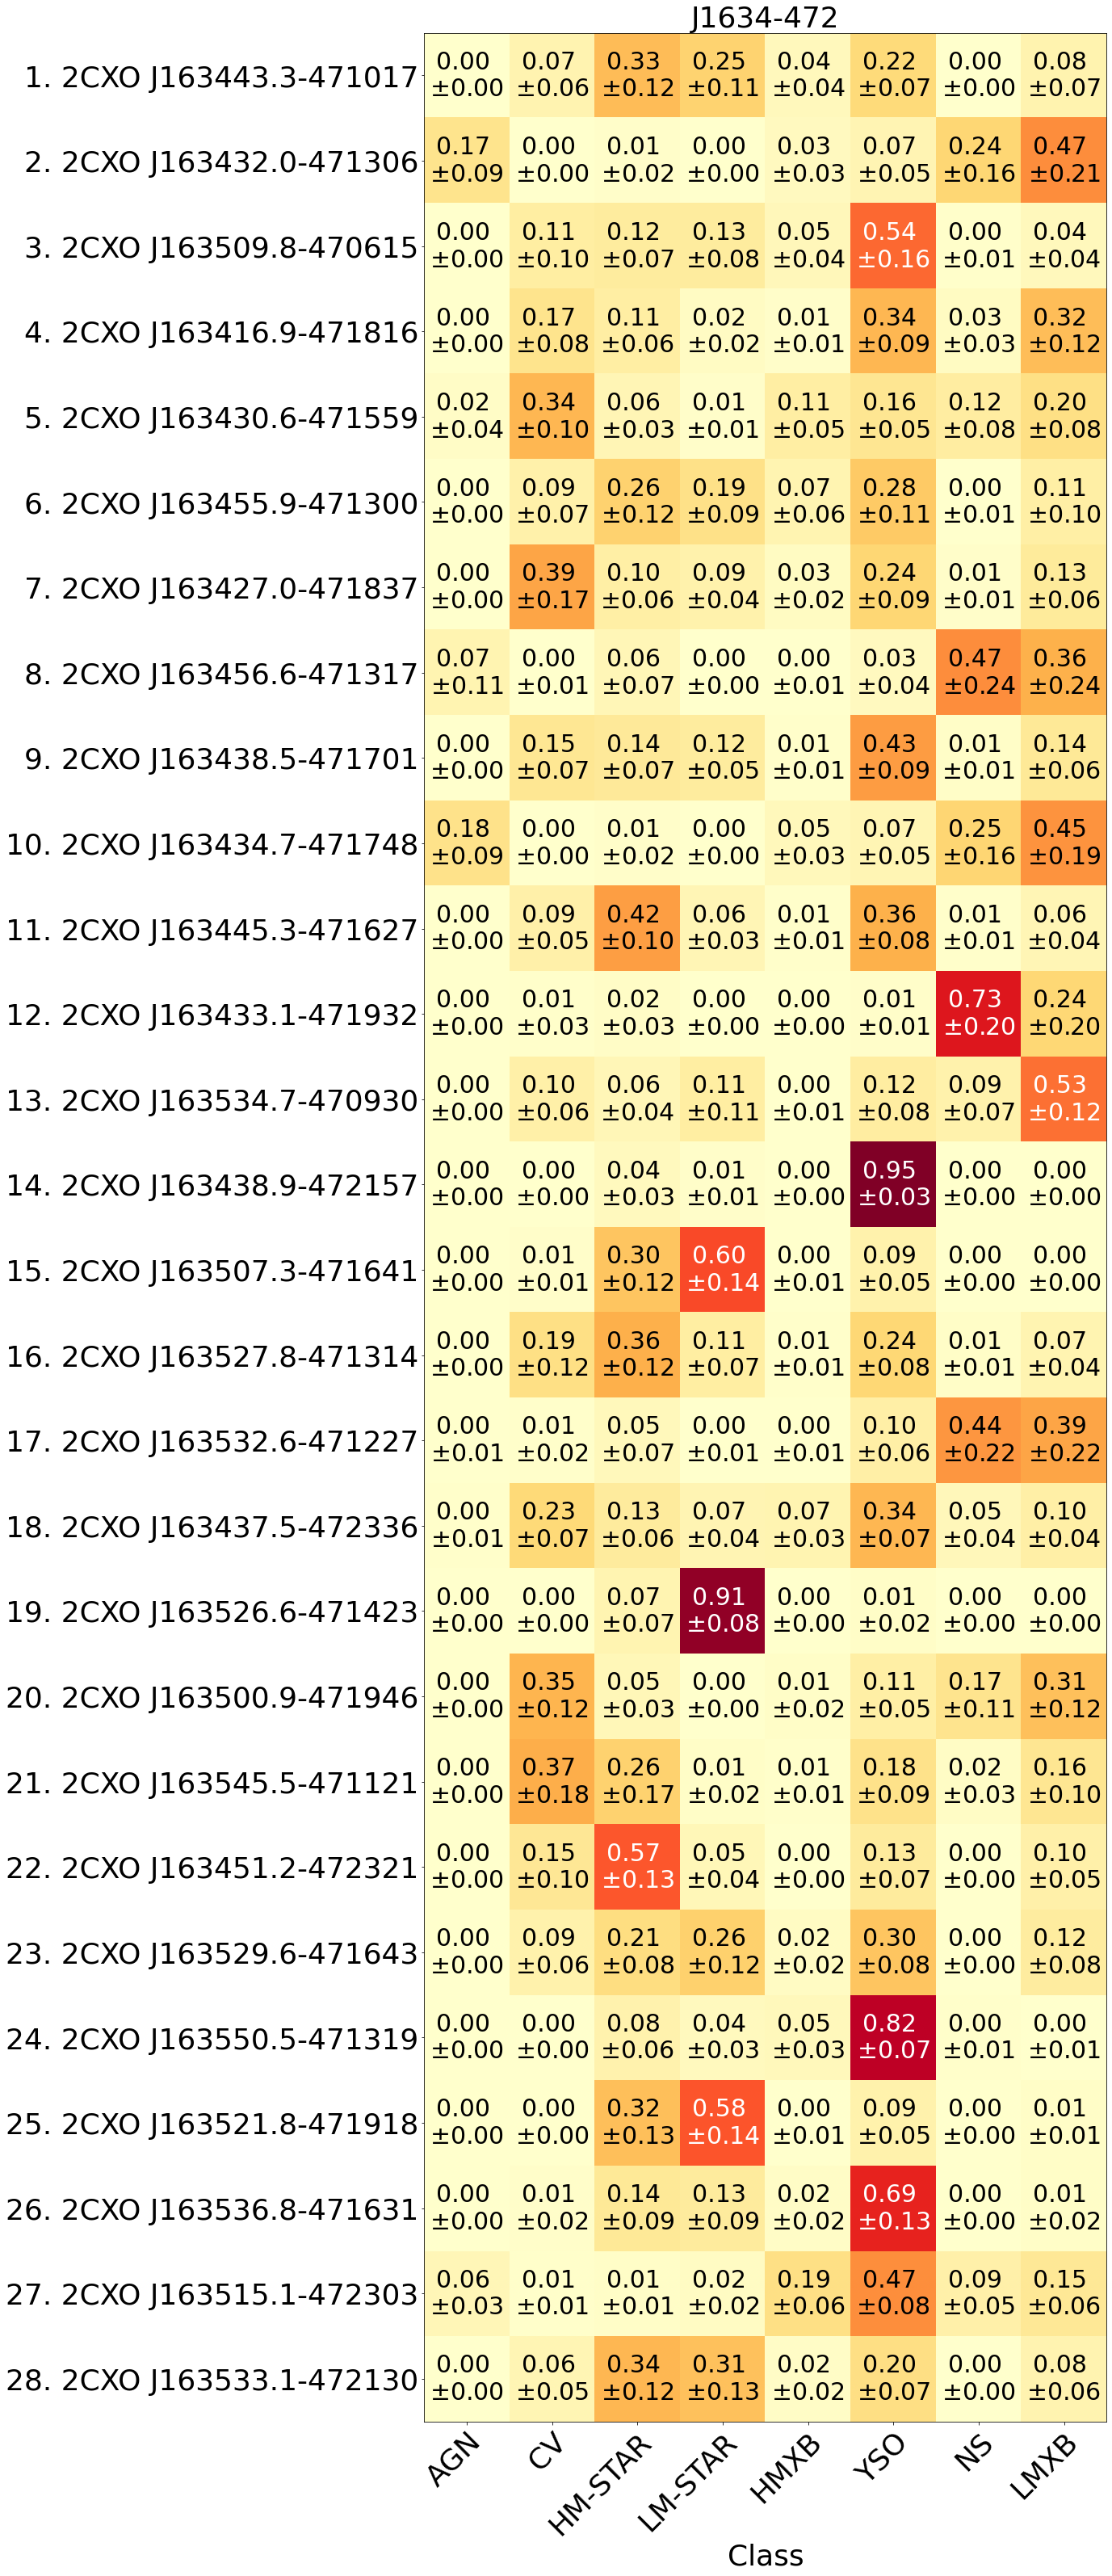 J1634-472
1. 2CXO J163443.3-471017 0.00 0.07 0.33 0.25 0.04 0.22 0.00 0.08
±0.00 ±0.06 ±0.12 ±0.11 ±0.04 ±0.07 ±0.00 ±0.07
2. 2CXO J163432.0-471306 0.17 0.00 0.01 0.00 0.03 0.07 0.24 0.47
±0.09 ±0.00 ±0.02 ±0.00 ±0.03 ±0.05 ±0.16 ±0.21
3. 2CXO J163509.8-470615 0.00 0.11 0.12 0.13 0.05 0.54 0.00 0.04
±0.00 ±0.10 ±0.07 ±0.08 ±0.04 ±0.16 ±0.01 ±0.04
4. 2CXO J163416.9-471816 0.00 0.17 0.11 0.02 0.01 0.34 0.03 0.32
±0.00 ±0.08 ±0.06 ±0.02 ±0.01 ±0.09 ±0.03 ±0.12
5. 2CXO J163430.6-471559 0.02 0.34 0.06 0.01 0.11 0.16 0.12 0.20
±0.04 ±0.10 ±0.03 ±0.01 ±0.05 ±0.05 ±0.08 ±0.08
6. 2CXO J163455.9-471300 0.00 0.09 0.26 0.19 0.07 0.28 0.00 0.11
±0.00 ±0.07 ±0.12 ±0.09 ±0.06 ±0.11 ±0.01 ±0.10
7. 2CXO J163427.0-471837 0.00 0.39 0.10 0.09 0.03 0.24 0.01 0.13
±0.00 ±0.17 ±0.06 ±0.04 ±0.02 ±0.09 ±0.01 ±0.06
8. 2CXO J163456.6-471317 0.07 0.00 0.06 0.00 0.00 0.03 0.47 0.36
±0.11 ±0.01 ±0.07 ±0.00 ±0.01 ±0.04 ±0.24 ±0.24
9. 2CXO J163438.5-471701 0.00 0.15 0.14 0.12 0.01 0.43 0.01 0.14
±0.00 ±0.07 ±0.07 ±0.05 ±0.01 ±0.09 ±0.01 ±0.06
10. 2CXO J163434.7-471748 0.18 0.00 0.01 0.00 0.05 0.07 0.25 0.45
±0.09 ±0.00 ±0.02 ±0.00 ±0.03 ±0.05 ±0.16 ±0.19
11. 2CXO J163445.3-471627 0.00 0.09 0.42 0.06 0.01 0.36 0.01 0.06
±0.00 ±0.05 ±0.10 ±0.03 ±0.01 ±0.08 ±0.01 ±0.04
12. 2CXO J163433.1-471932 0.00 0.01 0.02 0.00 0.00 0.01 0.73 0.24
±0.00 ±0.03 ±0.03 ±0.00 ±0.00 ±0.01 ±0.20 ±0.20
13. 2CXO J163534.7-470930 0.00 0.10 0.06 0.11 0.00 0.12 0.09 0.53
±0.00 ±0.06 ±0.04 ±0.11 ±0.01 ±0.08 ±0.07 ±0.12
14. 2CXO J163438.9-472157 0.00 0.00 0.04 0.01 0.00 0.95 0.00 0.00
±0.00 ±0.00 ±0.03 ±0.01 ±0.00 ±0.03 ±0.00 ±0.00
15. 2CXO J163507.3-471641 0.00 0.01 0.30 0.60 0.00 0.09 0.00 0.00
±0.00 ±0.01 ±0.12 ±0.14 ±0.01 ±0.05 ±0.00 ±0.00
16. 2CXO J163527.8-471314 0.00 0.19 0.36 0.11 0.01 0.24 0.01 0.07
±0.00 ±0.12 ±0.12 ±0.07 ±0.01 ±0.08 ±0.01 ±0.04
17. 2CXO J163532.6-471227 0.00 0.01 0.05 0.00 0.00 0.10 0.44 0.39
±0.01 ±0.02 ±0.07 ±0.01 ±0.01 ±0.06 ±0.22 ±0.22
18. 2CXO J163437.5-472336 0.00 0.23 0.13 0.07 0.07 0.34 0.05 0.10
±0.01 ±0.07 ±0.06 ±0.04 ±0.03 ±0.07 ±0.04 ±0.04
19. 2CXO J163526.6-471423 0.00 0.00 0.07 0.91 0.00 0.01 0.00 0.00
±0.00 ±0.00 ±0.07 ±0.08 ±0.00 ±0.02 ±0.00 ±0.00
20. 2CXO J163500.9-471946 0.00 0.35 0.05 0.00 0.01 0.11 0.17 0.31
±0.00 ±0.12 ±0.03 ±0.00 ±0.02 ±0.05 ±0.11 ±0.12
21. 2CXO J163545.5-471121 0.00 0.37 0.26 0.01 0.01 0.18 0.02 0.16
±0.00 ±0.18 ±0.17 ±0.02 ±0.01 ±0.09 ±0.03 ±0.10
22. 2CXO J163451.2-472321 0.00 0.15 0.57 0.05 0.00 0.13 0.00 0.10
±0.00 ±0.10 ±0.13 ±0.04 ±0.00 ±0.07 ±0.00 ±0.05
23. 2CXO J163529.6-471643 0.00 0.09 0.21 0.26 0.02 0.30 0.00 0.12
±0.00 ±0.06 ±0.08 ±0.12 ±0.02 ±0.08 ±0.00 ±0.08
24. 2CXO J163550.5-471319 0.00 0.00 0.08 0.04 0.05 0.82 0.00 0.00
±0.00 ±0.00 ±0.06 ±0.03 ±0.03 ±0.07 ±0.01 ±0.01
25. 2CXO J163521.8-471918 0.00 0.00 0.32 0.58 0.00 0.09 0.00 0.01
±0.00 ±0.00 ±0.13 ±0.14 ±0.01 ±0.05 ±0.00 ±0.01
26. 2CXO J163536.8-471631 0.00 0.01 0.14 0.13 0.02 0.69 0.00 0.01
±0.00 ±0.02 ±0.09 ±0.09 ±0.02 ±0.13 ±0.00 ±0.02
27. 2CXO J163515.1-472303 0.06 0.01 0.01 0.02 0.19 0.47 0.09 0.15
±0.03 ±0.01 ±0.01 ±0.02 ±0.06 ±0.08 ±0.05 ±0.06
28. 2CXO J163533.1-472130 0.00 0.06 0.34 0.31 0.02 0.20 0.00 0.08
±0.00 ±0.05 ±0.12 ±0.13 ±0.02 ±0.07 ±0.00 ±0.06
AGN CV HM-STAR LM-STAR HMXB YSO NS LMXB
Class